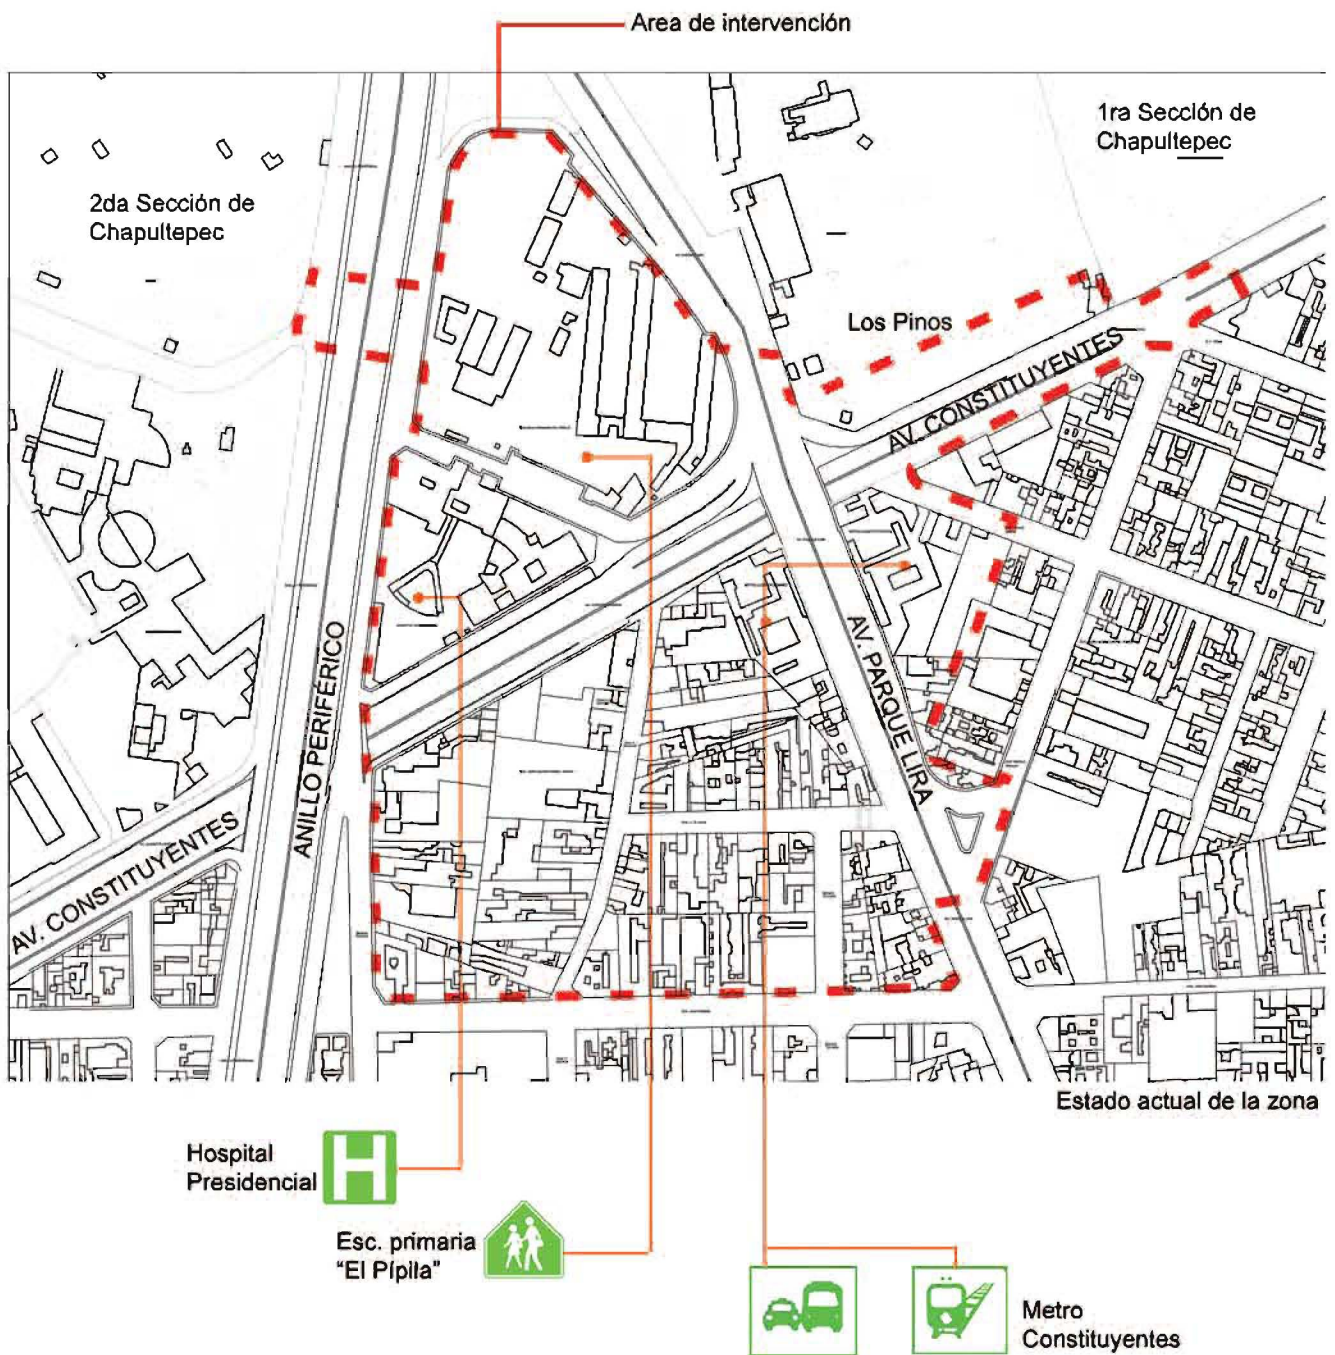 Area de intervención
1ra Sección de
Chapultepec
2da Sección de
Chapultepec
Los Pinos
AV. CONSTITUYENTES
AV. PARQUE LIRA
ANILLO PERIFÉRICO
AV. CONSTITUYENTES
Estado actual de la zona
Hospital
Presidencial
H
Esc. primaria
"El Pípila"
Metro
Constituyentes